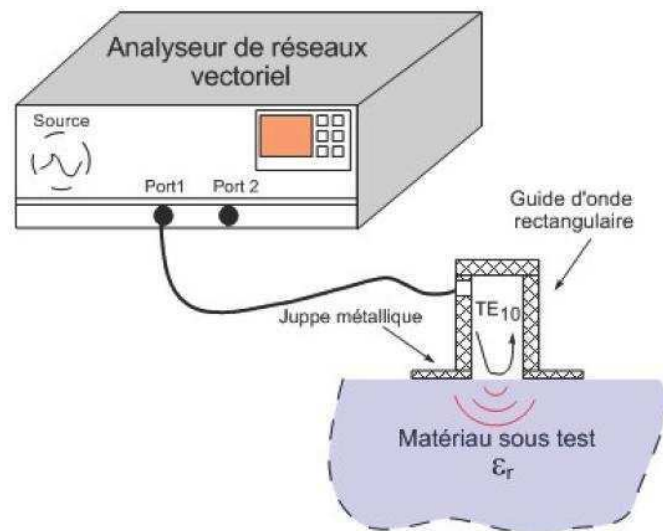 Analyseur de réseaux
vectoriel
Source
Port1
Port 2
Guide d'onde
rectangulaire
Juppe métallique
TE10
Matériau sous test
εr